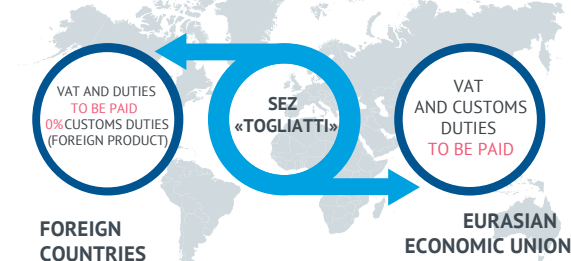 VAT AND DUTIES
TO BE PAID
0% CUSTOMS DUTIES
(FOREIGN PRODUCT)
SEZ
«TOGLIATTI»
VAT
AND CUSTOMS
DUTIES
TO BE PAID
FOREIGN
COUNTRIES
EURASIAN
ECONOMIC UNION